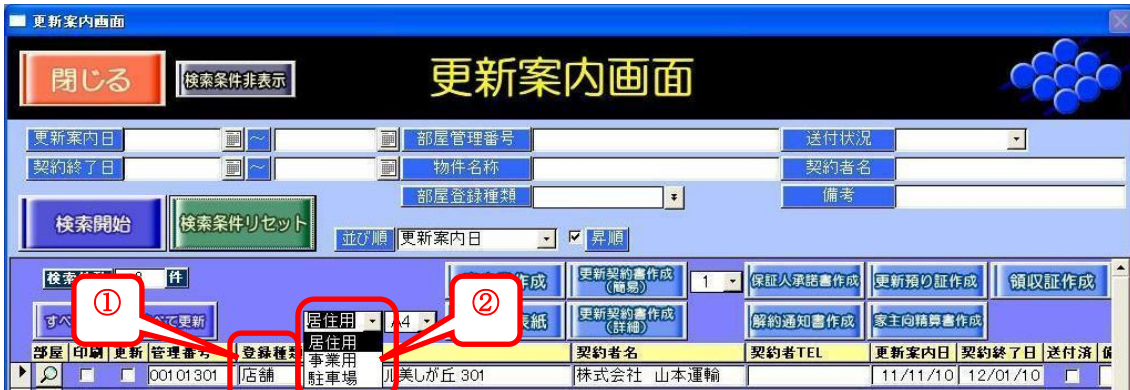 更新案内画面
閉じる 検索条件非表示 更新案内画面
更新案内日 ～ 部屋管理番号 送付状況
契約終了日 ～ 物件名称 契約者名
部屋登録種類 備考
検索開始 検索条件リセット
並び順 更新案内日 昇順
件 作成 更新契約書作成(簡易) 1 保証人承諾書作成 更新預り証作成 領収証作成
① ②
すべ て更新 居住用 A4 表紙 更新契約書作成(詳細) 解約通知書作成 家主向精算書作成
居住用
事業用
駐車場
部屋 印刷 更新 管理番号 登録種類 契約者名 契約者TEL 更新案内日 契約終了日 送付済
00101301 店舗 美しが丘 301 株式会社 山本運輸 11/11/10 12/01/10